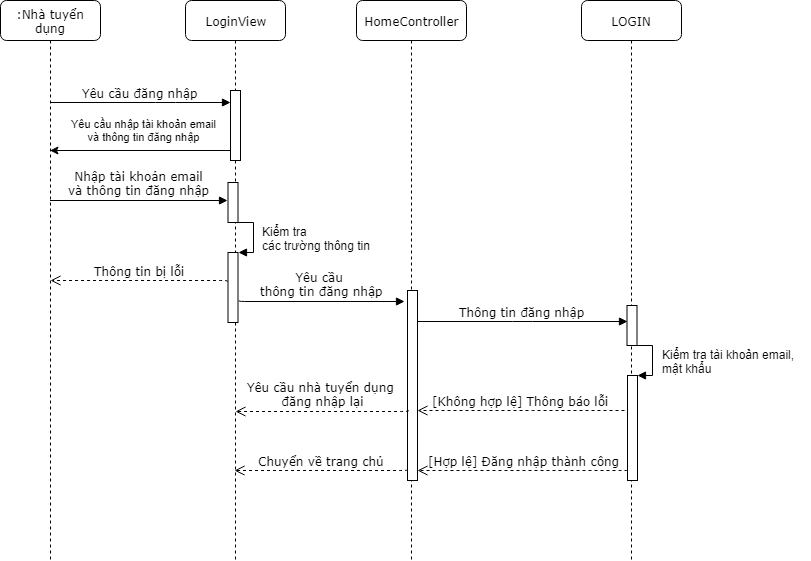 :Nhà tuyển
dụng
LoginView
HomeController
LOGIN
Yêu cầu đăng nhập
Yêu cầu nhập tài khoản email
và thông tin đăng nhập
Nhập tài khoản email
và thông tin đăng nhập
Kiểm tra
các trường thông tin
Thông tin bị lỗi
Yêu cầu
thông tin đăng nhập
Thông tin đăng nhập
Kiểm tra tài khoản email,
mật khẩu
Yêu cầu nhà tuyển dụng
đăng nhập lại
[Không hợp lệ] Thông báo lỗi
Chuyển về trang chủ
[Hợp lệ] Đăng nhập thành công